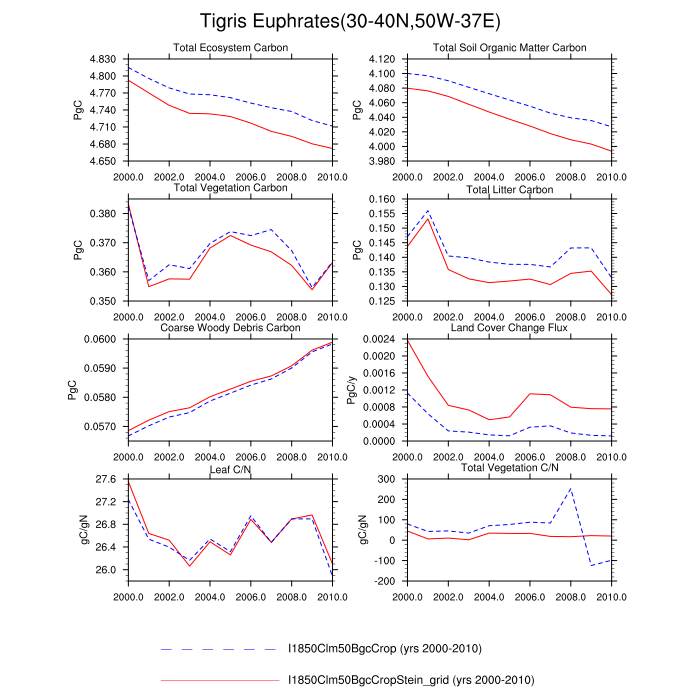 Tigris Euphrates(30-40N,50W-37E)
Total Ecosystem Carbon
Total Soil Organic Matter Carbon
4.830
4.800
4.770
4.740
4.710
4.680
4.650
PgC
2000.0 2002.0 2004.0 2006.0 2008.0 2010.0
4.120
4.100
4.080
4.060
4.040
4.020
4.000
3.980
PgC
2000.0 2002.0 2004.0 2006.0 2008.0 2010.0
Total Vegetation Carbon
Total Litter Carbon
0.380
0.370
0.360
0.350
PgC
2000.0 2002.0 2004.0 2006.0 2008.0 2010.0
0.160
0.155
0.150
0.145
0.140
0.135
0.130
0.125
PgC
2000.0 2002.0 2004.0 2006.0 2008.0 2010.0
Coarse Woody Debris Carbon
Land Cover Change Flux
0.0600
0.0590
0.0580
0.0570
PgC
2000.0 2002.0 2004.0 2006.0 2008.0 2010.0
0.0024
0.0020
0.0016
0.0012
0.0008
0.0004
0.0000
PgC/y
2000.0 2002.0 2004.0 2006.0 2008.0 2010.0
Leaf C/N
Total Vegetation C/N
27.6
27.2
26.8
26.4
26.0
gC/gN
2000.0 2002.0 2004.0 2006.0 2008.0 2010.0
300
200
100
0
-100
-200
gC/gN
2000.0 2002.0 2004.0 2006.0 2008.0 2010.0
I1850Clm50BgcCrop (yrs 2000-2010)
I1850Clm50BgcCropStein_grid (yrs 2000-2010)